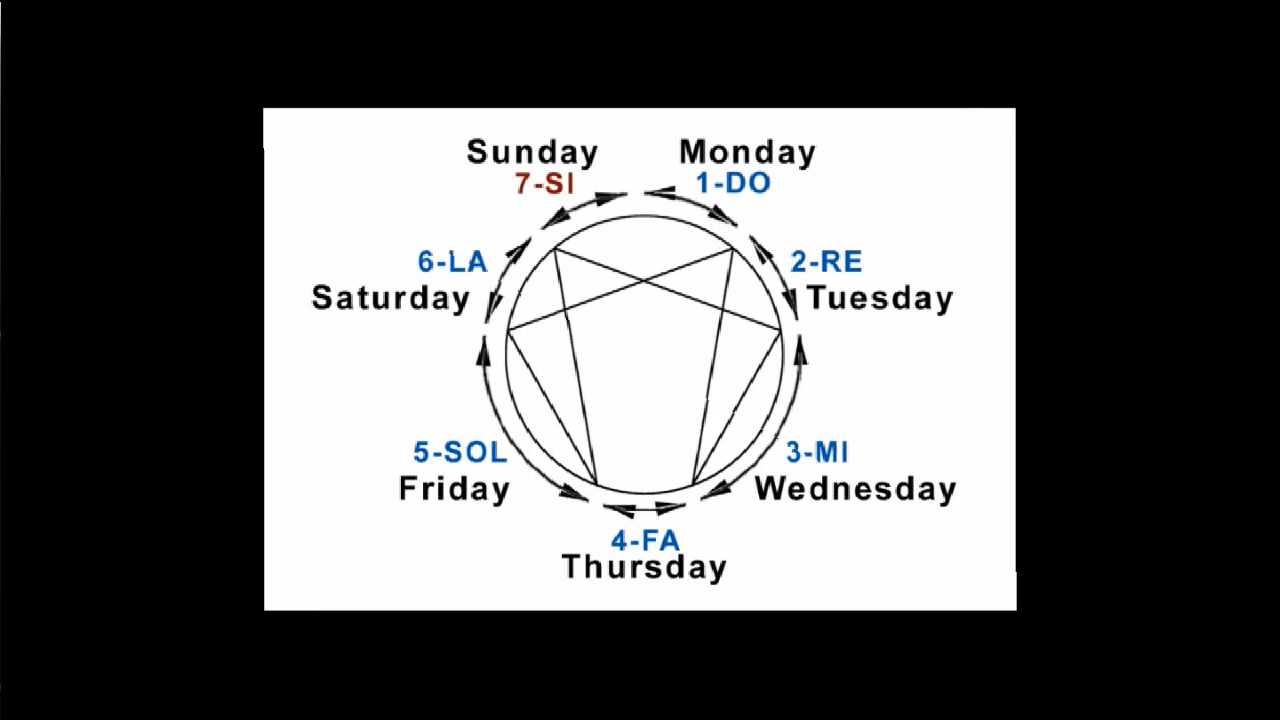 Sunday
7-SI
Monday
1-DO
6-LA
Saturday
2-RE
Tuesday
5-SOL
Friday
3-MI
Wednesday
4-FA
Thursday